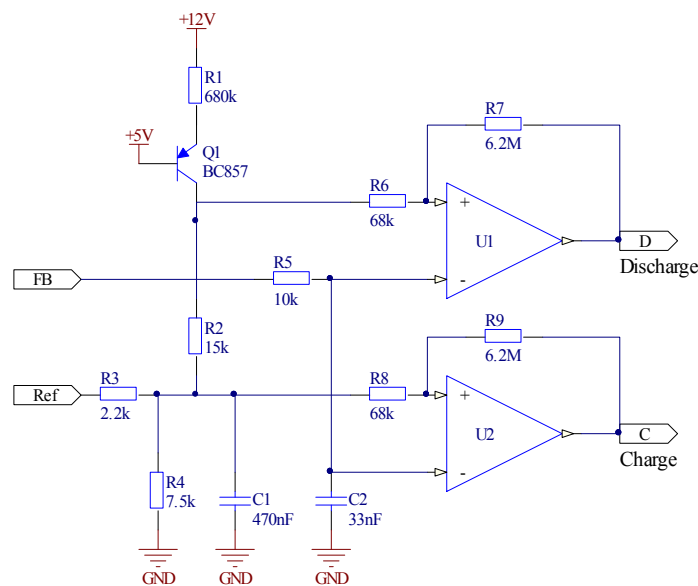 +12V
R1
680k
+5V
Q1
BC857
R7
6.2M
R6
68k
+
U1
-
D
Discharge
FB
R5
10k
R2
15k
R9
6.2M
Ref
R3
2.2k
R8
68k
+
U2
-
C
Charge
R4
7.5k
C1
470nF
C2
33nF
GND
GND
GND